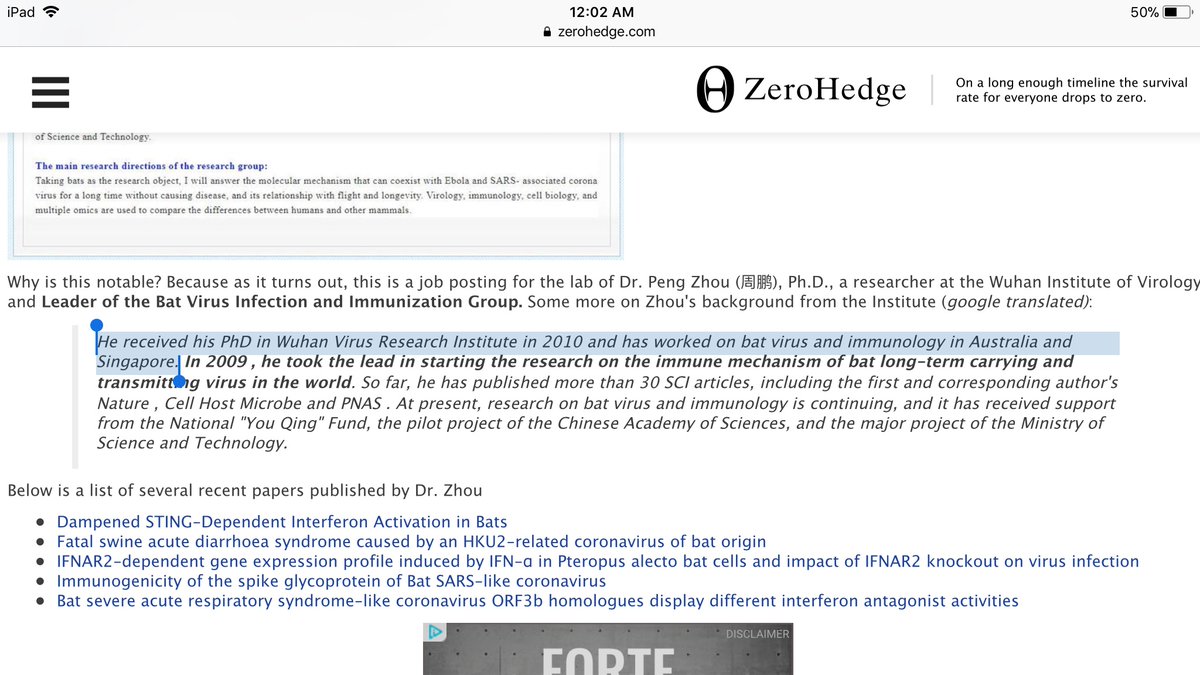 iPad
12:02 AM
50%
zerohedge.com
ZeroHedge
On a long enough timeline the survival
rate for everyone drops to zero.
of Science and Technology.
The main research directions of the research group:
Taking bats as the research object, I will answer the molecular mechanism that can coexist with Ebola and SARS- associated corona
virus for a long time without causing disease, and its relationship with flight and longevity. Virology, immunology, cell biology, and
multiple omics are used to compare the differences between humans and other mammals.
Why is this notable? Because as it turns out, this is a job posting for the lab of Dr. Peng Zhou (周鹏), Ph.D., a researcher at the Wuhan Institute of Virology
and Leader of the Bat Virus Infection and Immunization Group. Some more on Zhou's background from the Institute (google translated):
He received his PhD in Wuhan Virus Research Institute in 2010 and has worked on bat virus and immunology in Australia and
Singapore. In 2009 , he took the lead in starting the research on the immune mechanism of bat long-term carrying and
transmitting virus in the world. So far, he has published more than 30 SCI articles, including the first and corresponding author's
Nature , Cell Host Microbe and PNAS . At present, research on bat virus and immunology is continuing, and it has received support
from the National "You Qing" Fund, the pilot project of the Chinese Academy of Sciences, and the major project of the Ministry of
Science and Technology.
Below is a list of several recent papers published by Dr. Zhou
Dampened STING-Dependent Interferon Activation in Bats
Fatal swine acute diarrhoea syndrome caused by an HKU2-related coronavirus of bat origin
IFNAR2-dependent gene expression profile induced by IFN-α in Pteropus alecto bat cells and impact of IFNAR2 knockout on virus infection
Immunogenicity of the spike glycoprotein of Bat SARS-like coronavirus
Bat severe acute respiratory syndrome-like coronavirus ORF3b homologues display different interferon antagonist activities
DISCLAIMER
FORTE